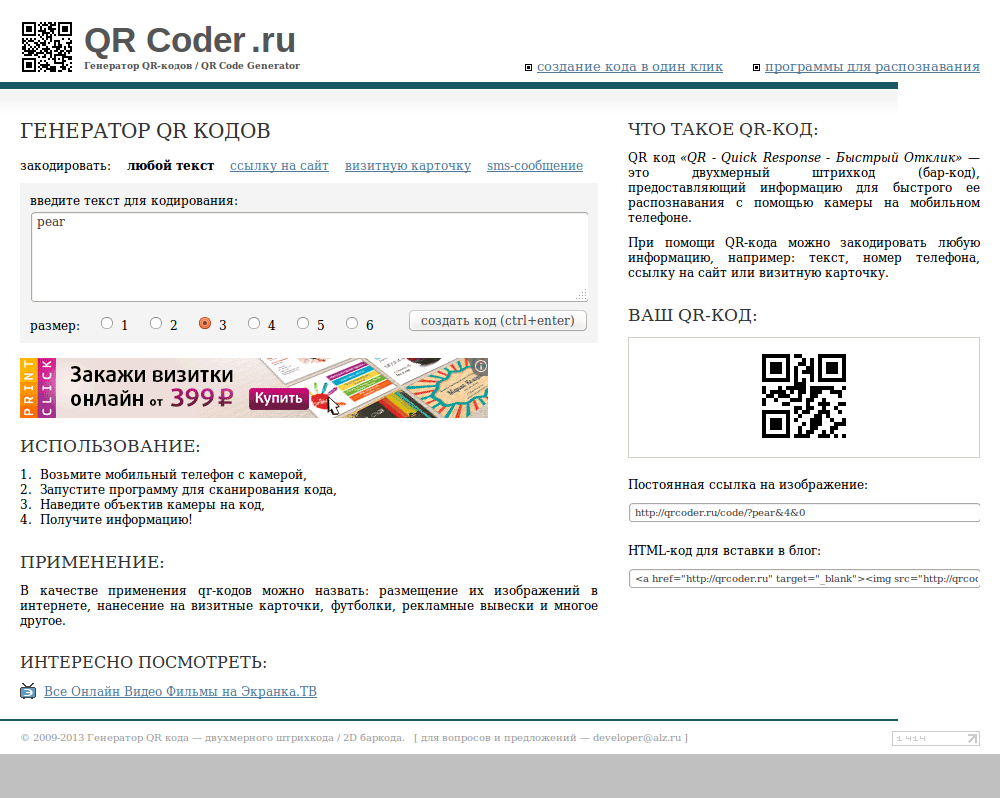 QR Coder.ru
Генератор QR-кодов / QR Code Generator
создание кода в один клик
программы для распознавания
ГЕНЕРАТОР QR КОДОВ
закодировать: любой текст ссылку на сайт визитную карточку sms-сообщение
введите текст для кодирования:
pear
размер: 1 2 3 4 5 6 создать код (ctrl+enter)
PRINT
CLICK
Закажи визитки
онлайн от 399 ₽
Купить
ИСПОЛЬЗОВАНИЕ:
1. Возьмите мобильный телефон с камерой,
2. Запустите программу для сканирования кода,
3. Наведите объектив камеры на код,
4. Получите информацию!
ПРИМЕНЕНИЕ:
В качестве применения qr-кодов можно назвать: размещение их изображений в
интернете, нанесение на визитные карточки, футболки, рекламные вывески и многое
другое.
ИНТЕРЕСНО ПОСМОТРЕТЬ:
Все Онлайн Видео Фильмы на Экранка.ТВ
ЧТО ТАКОЕ QR-КОД:
QR код «QR - Quick Response - Быстрый Отклик» —
это двухмерный штрихкод (бар-код),
предоставляющий информацию для быстрого ее
распознавания с помощью камеры на мобильном
телефоне.
При помощи QR-кода можно закодировать любую
информацию, например: текст, номер телефона,
ссылку на сайт или визитную карточку.
ВАШ QR-КОД:
Постоянная ссылка на изображение:
http://qrcoder.ru/code/?pear&4&0
HTML-код для вставки в блог:
<a href="http://qrcoder.ru" target="_blank"><img src="http://qrcod
© 2009-2013 Генератор QR кода — двухмерного штрихкода / 2D баркода. [ для вопросов и предложений — developer@alz.ru ]